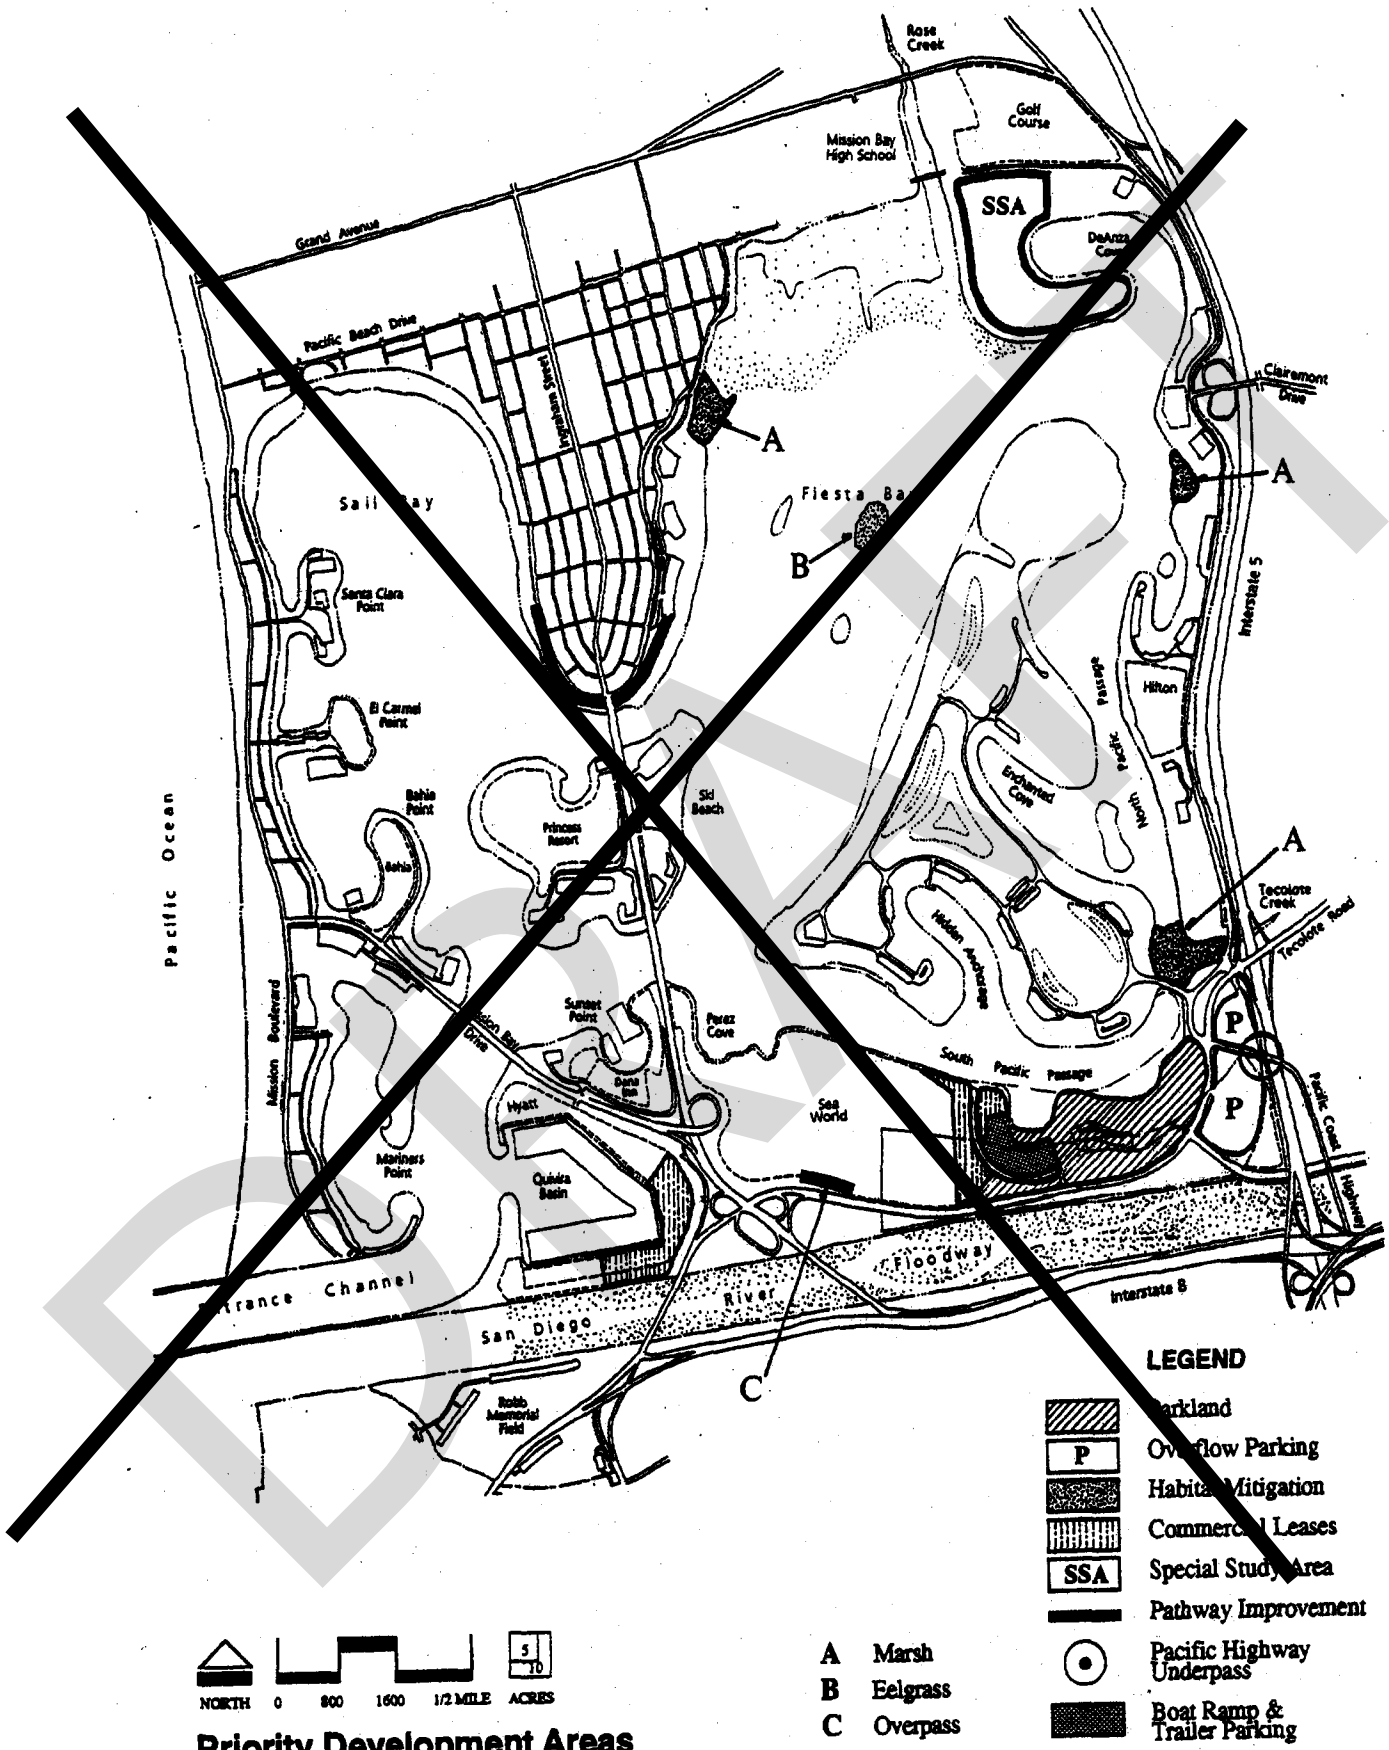 Rose
Creek
Golf
Course
Mission Bay
High School
SSA
DeAnza
Cove
Grand Avenue
Pacific Beach Drive
Ingraham Street
Clairemont
Drive
A
A
Sail Bay
Fiesta Bay
B
Interstate 5
Santa Clara
Point
El Carmel
Point
North Pacific Passage
Hilton
Enchanted
Cove
Bahia
Point
Bahia
Princess
Resort
Ski
Beach
Pacific Ocean
A
Tecolote
Creek
Tecolote Road
Hidden Anchorage
Mission Boulevard
Mission Bay
Drive
Sunset
Point
Perez
Cove
Dana
Inn
South Pacific Passage
P
P
Pacific Coast Highway
Hyatt
Sea
World
Mariners
Point
Quivira
Basin
Entrance Channel
San Diego River Floodway
Interstate 8
C
Robb
Memorial
Field
DRAFT
LEGEND
Parkland
P Overflow Parking
Habitat Mitigation
Commercial Leases
SSA Special Study Area
Pathway Improvement
Pacific Highway
Underpass
Boat Ramp &
Trailer Parking
A Marsh
B Eelgrass
C Overpass
5
10
NORTH 0 800 1600 1/2 MILE ACRES
Priority Development Areas